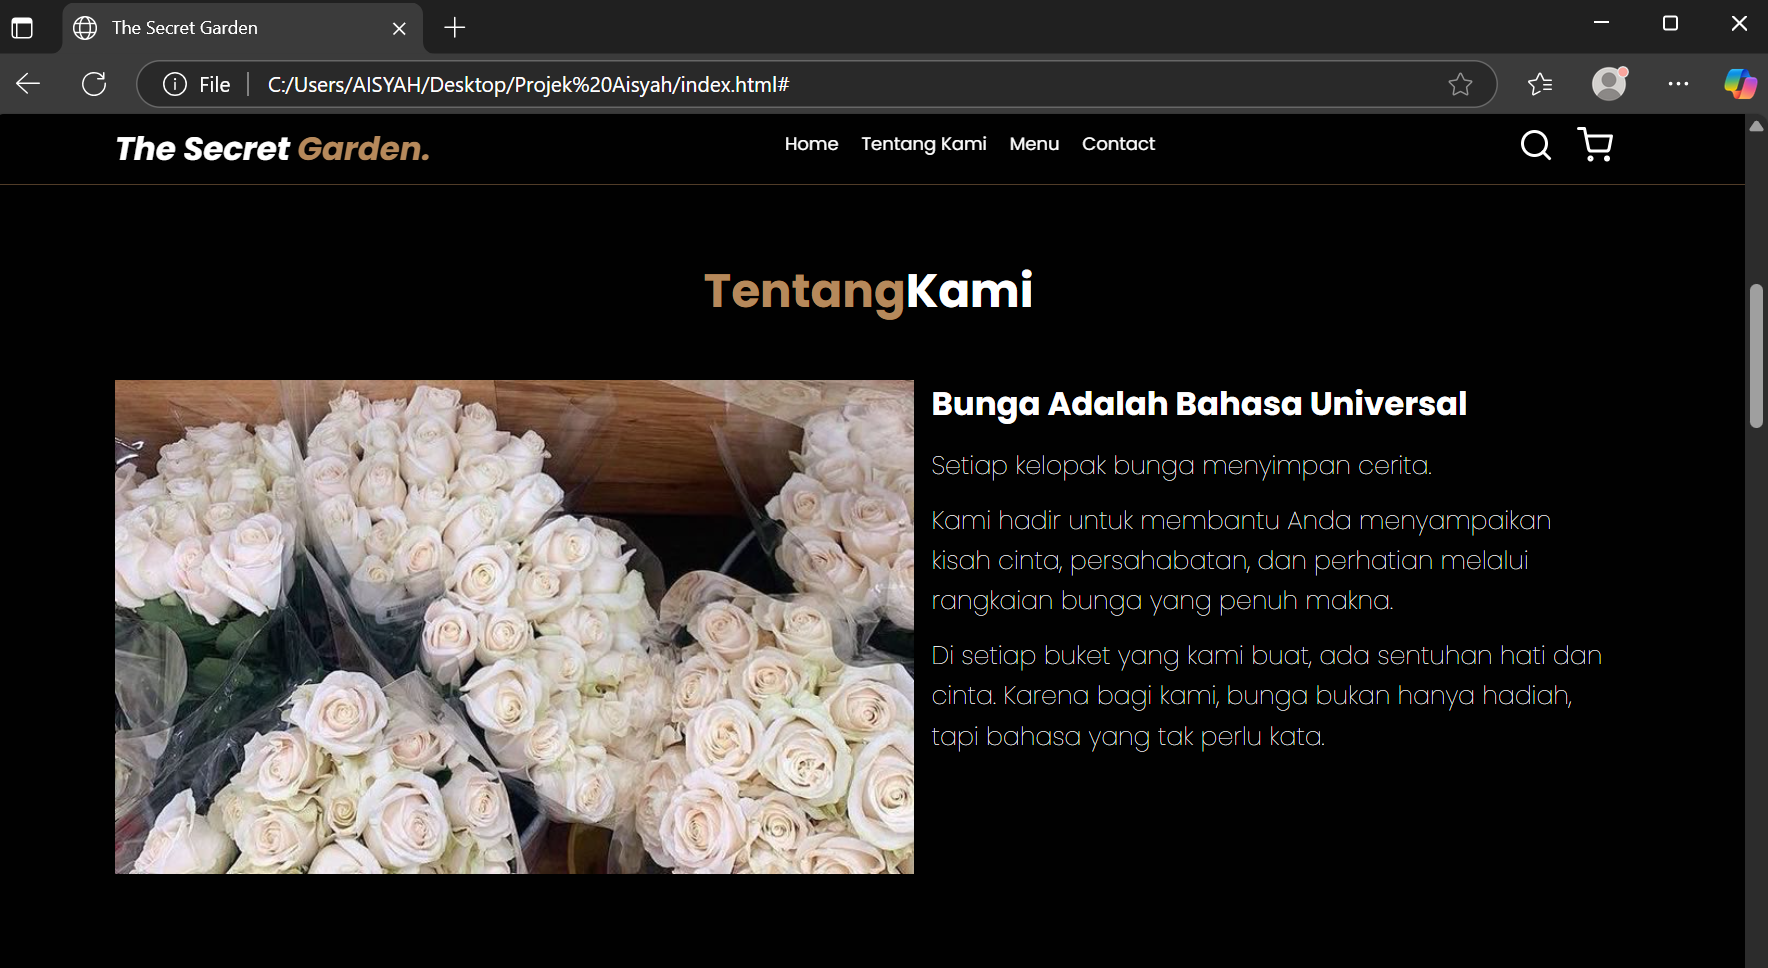 The Secret Garden
File
C:/Users/AISYAH/Desktop/Projek%20Aisyah/index.html#
The Secret Garden.
Home Tentang Kami Menu Contact
TentangKami
Bunga Adalah Bahasa Universal
Setiap kelopak bunga menyimpan cerita.
Kami hadir untuk membantu Anda menyampaikan
kisah cinta, persahabatan, dan perhatian melalui
rangkaian bunga yang penuh makna.
Di setiap buket yang kami buat, ada sentuhan hati dan
cinta. Karena bagi kami, bunga bukan hanya hadiah,
tapi bahasa yang tak perlu kata.